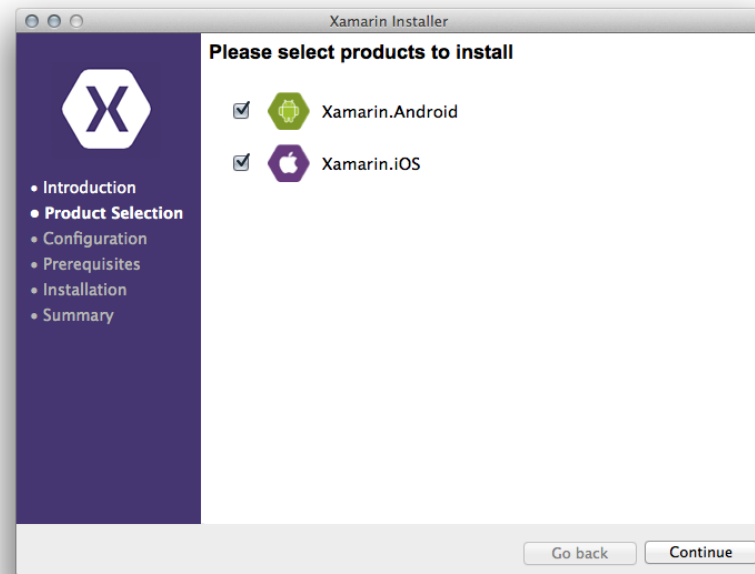 Xamarin Installer
Please select products to install
Xamarin.Android
Xamarin.iOS
• Introduction
• Product Selection
• Configuration
• Prerequisites
• Installation
• Summary
Go back
Continue